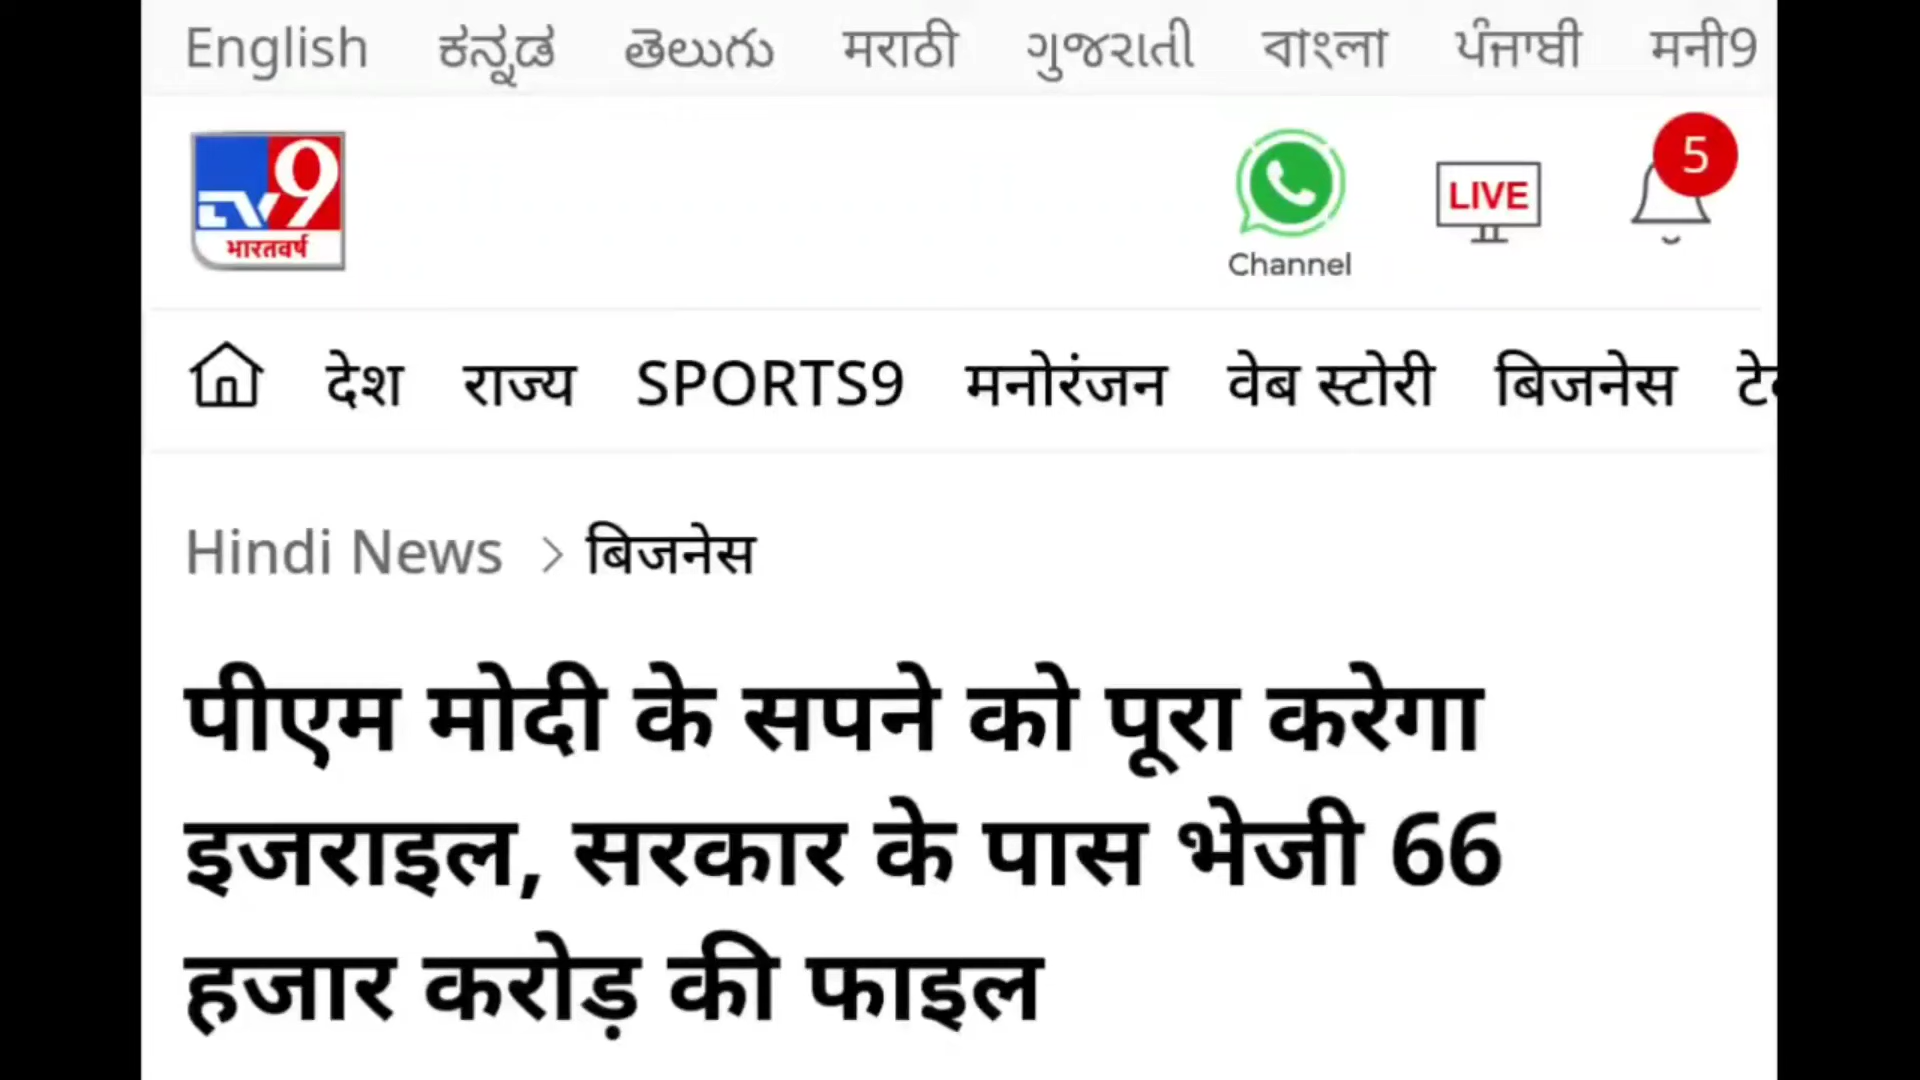 English ಕನ್ನಡ తెలుగు मराठी ગુજરાતી বাংলা ਪੰਜਾਬੀ मनी9
TV9
भारतवर्ष
Channel
LIVE
5
देश राज्य SPORTS9 मनोरंजन वेब स्टोरी बिजनेस
Hindi News > बिजनेस
पीएम मोदी के सपने को पूरा करेगा
इजराइल, सरकार के पास भेजी 66
हजार करोड़ की फाइल